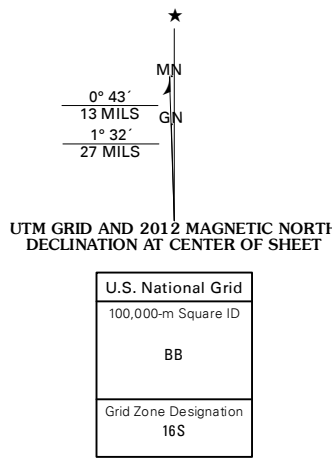 ★
MN
0° 43´
13 MILS
GN
1° 32´
27 MILS
UTM GRID AND 2012 MAGNETIC NORTH
DECLINATION AT CENTER OF SHEET
U.S. National Grid
100,000-m Square ID
BB
Grid Zone Designation
16S